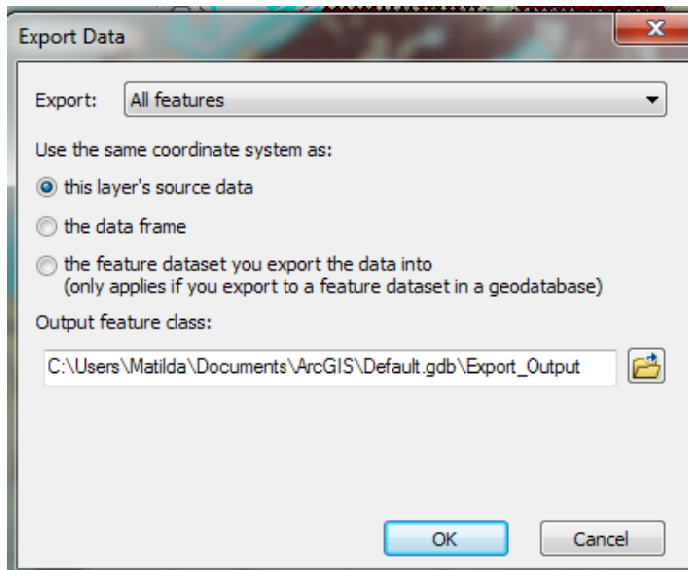 Export Data
Export: All features
Use the same coordinate system as:
this layer's source data
the data frame
the feature dataset you export the data into
(only applies if you export to a feature dataset in a geodatabase)
Output feature class:
C:\Users\Matilda\Documents\ArcGIS\Default.gdb\Export_Output
OK Cancel